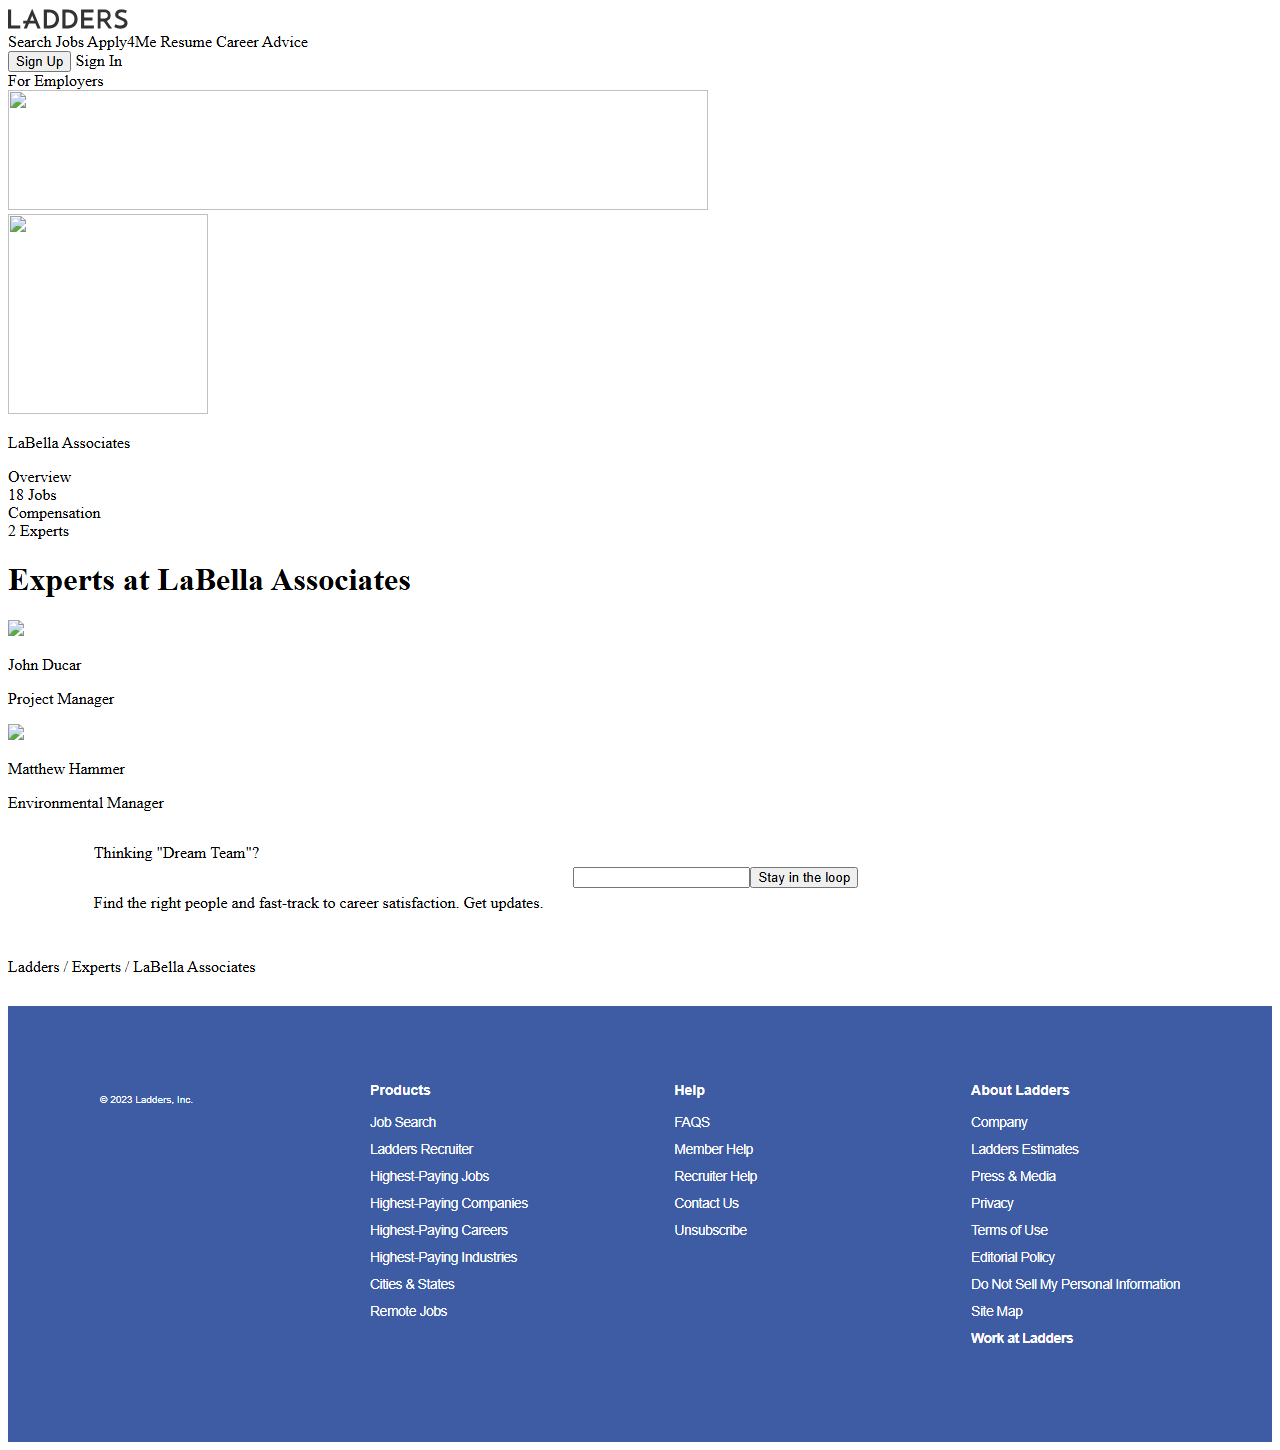 LADDERS
Search Jobs Apply4Me Resume Career Advice
Sign Up Sign In
For Employers
LaBella Associates
Overview
18 Jobs
Compensation
2 Experts
Experts at LaBella Associates
John Ducar
Project Manager
Matthew Hammer
Environmental Manager
Thinking "Dream Team"?
Find the right people and fast-track to career satisfaction. Get updates.
Stay in the loop
Ladders / Experts / LaBella Associates
© 2023 Ladders, Inc.
Products
Job Search
Ladders Recruiter
Highest-Paying Jobs
Highest-Paying Companies
Highest-Paying Careers
Highest-Paying Industries
Cities & States
Remote Jobs
Help
FAQS
Member Help
Recruiter Help
Contact Us
Unsubscribe
About Ladders
Company
Ladders Estimates
Press & Media
Privacy
Terms of Use
Editorial Policy
Do Not Sell My Personal Information
Site Map
Work at Ladders